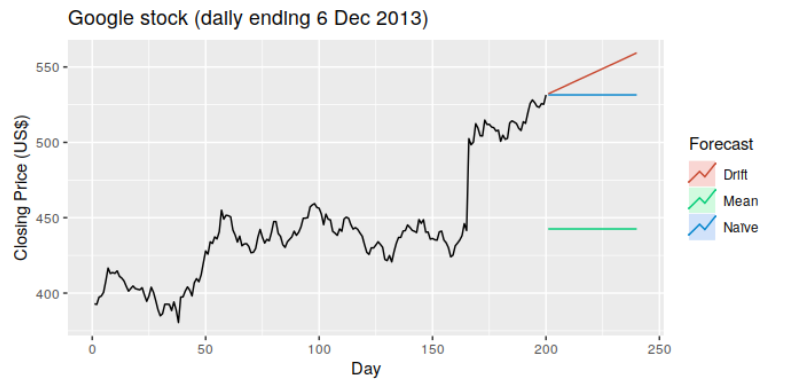 Google stock (daily ending 6 Dec 2013)
Closing Price (US$)
550
500
450
400
0 50 100 150 200 250
Day
Forecast
Drift
Mean
Naïve